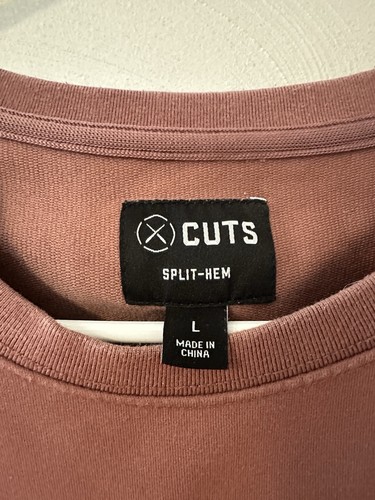 CUTS
SPLIT-HEM
L
MADE IN
CHINA